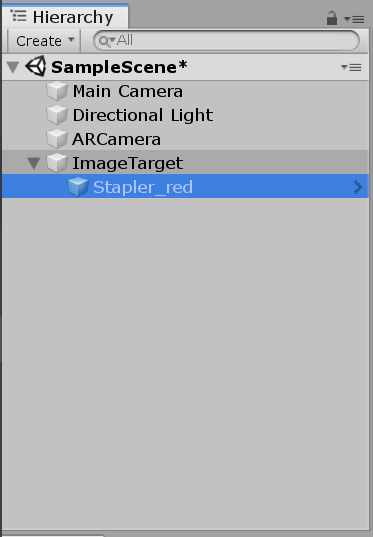 Hierarchy
Create All
SampleScene*
Main Camera
Directional Light
ARCamera
ImageTarget
Stapler_red